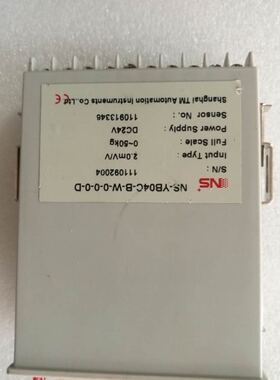 NS NS-YB04C-B-W-0-0-0-D
S/N : 111092004
Input Type : 2.0mV/V
Full Scale : 0~50kg
Power Supply : DC24V
Sensor No. : 110913346
Shanghai TM Automation Instruments Co.,Ltd CE